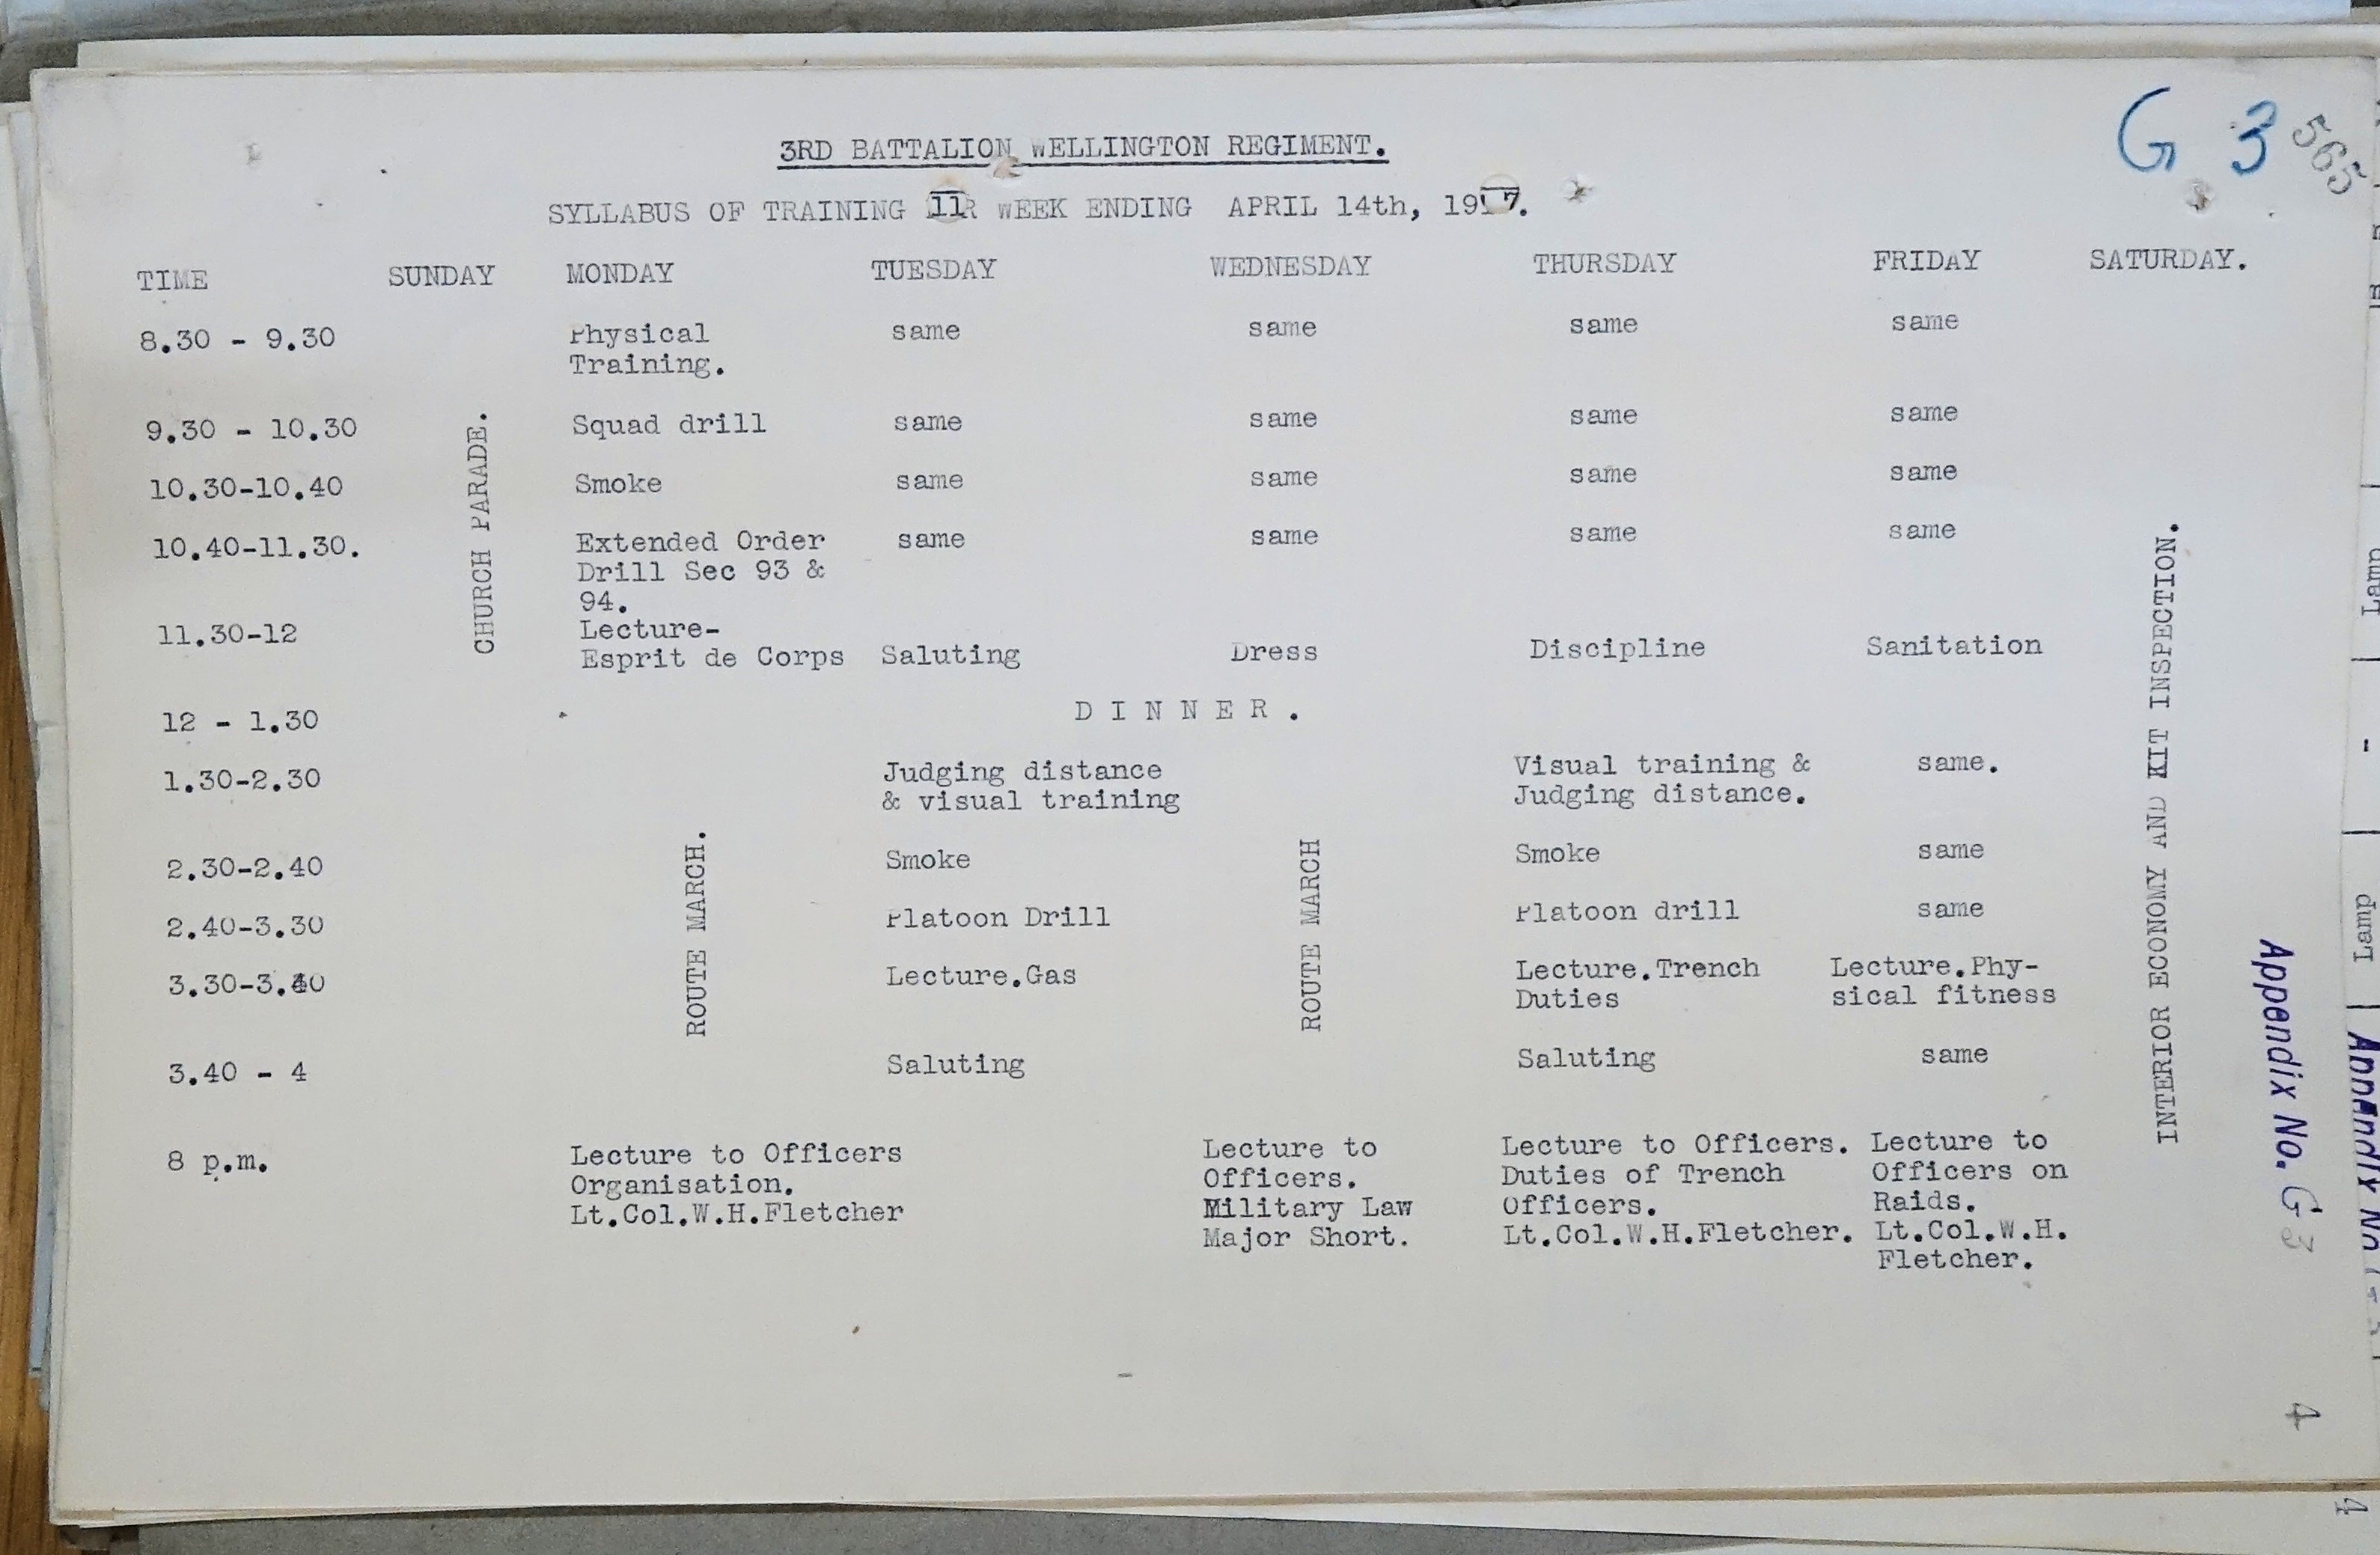 G 3 565
3RD BATTALION WELLINGTON REGIMENT.
SYLLABUS OF TRAINING WEEK ENDING APRIL 14th, 1917.
TIME SUNDAY MONDAY TUESDAY WEDNESDAY THURSDAY FRIDAY SATURDAY.
8.30 - 9.30 Physical same same same same
Training.
9.30 - 10.30 Squad drill same same same same
10.30-10.40 Smoke same same same same
10.40-11.30. Extended Order same same same same
Drill Sec 93 &
94.
11.30-12 Lecture-
Esprit de Corps Saluting Dress Discipline Sanitation
CHURCH PARADE.
12 - 1.30 DINNER.
1.30-2.30 Judging distance Visual training & same.
& visual training Judging distance.
2.30-2.40 Smoke Smoke same
2.40-3.30 Platoon Drill Platoon drill same
3.30-3.40 Lecture.Gas Lecture.Trench Lecture.Phy-
Duties sical fitness
3.40 - 4 Saluting Saluting same
ROUTE MARCH.
ROUTE MARCH
INTERIOR ECONOMY AND KIT INSPECTION.
8 p.m. Lecture to Officers Lecture to Lecture to Officers. Lecture to
Organisation. Officers. Duties of Trench Officers on
Lt.Col.W.H.Fletcher Military Law Officers. Raids.
Major Short. Lt.Col.W.H.Fletcher. Lt.Col.W.H.
Fletcher.
Appendix No. G 3
4
Lamp
-
Lamp
Appendix No
4